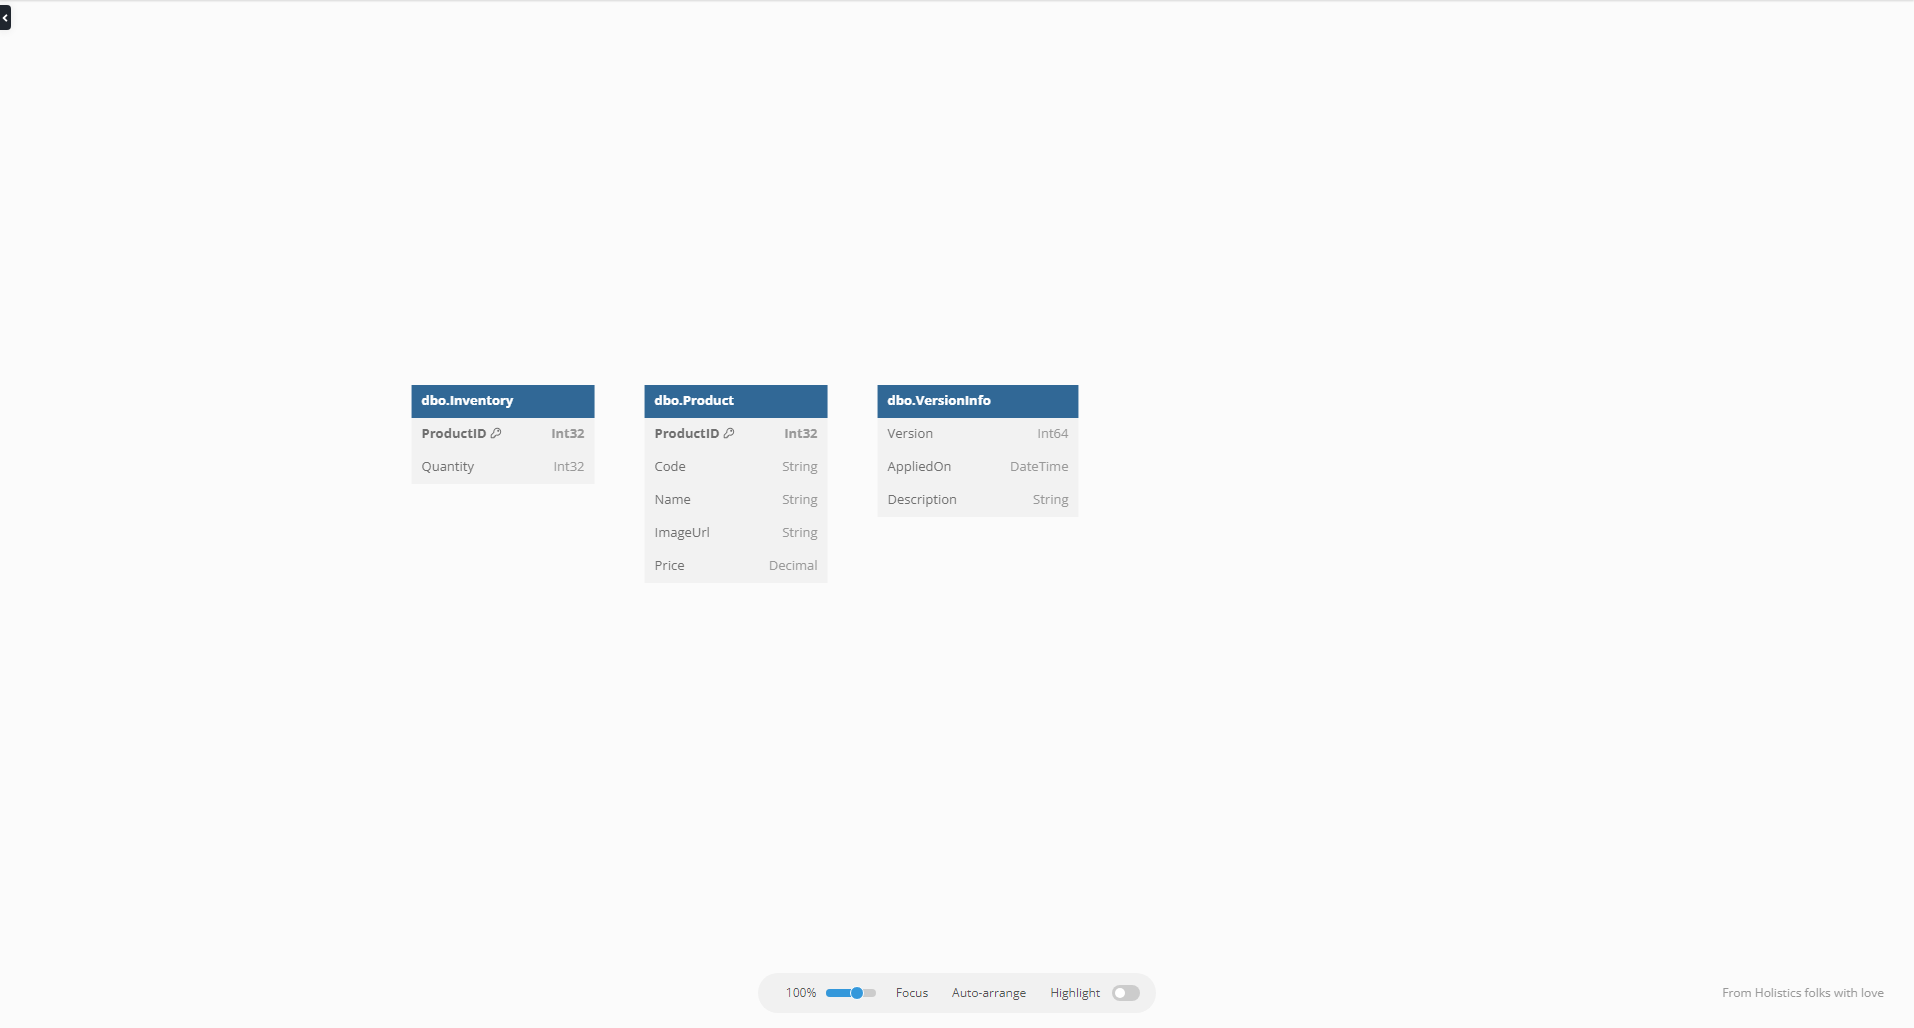 dbo.Inventory
ProductID Int32
Quantity Int32
dbo.Product
ProductID Int32
Code String
Name String
ImageUrl String
Price Decimal
dbo.VersionInfo
Version Int64
AppliedOn DateTime
Description String
100% Focus Auto-arrange Highlight
From Holistics folks with love